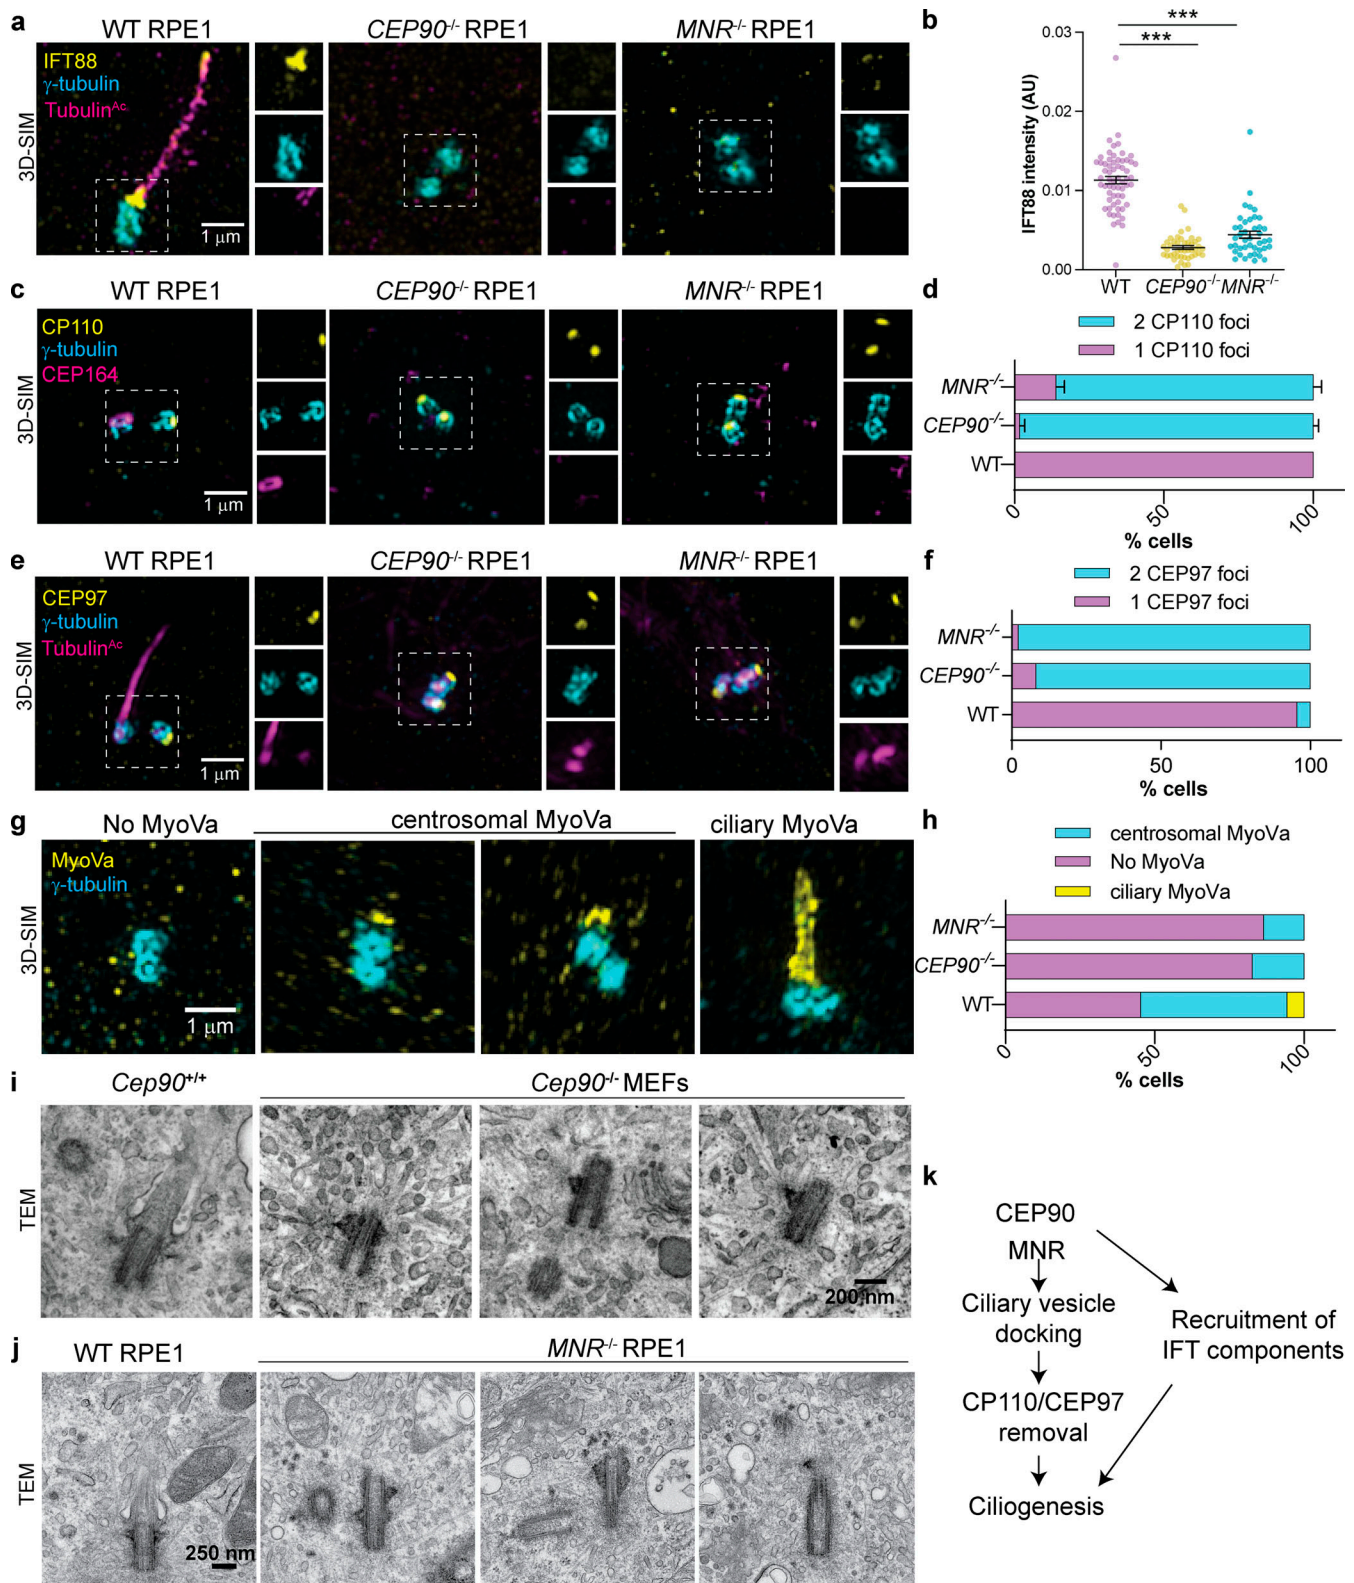 a
WT RPE1
CEP90-/- RPE1
MNR-/- RPE1
3D-SIM
IFT88
γ-tubulin
TubulinAc
1 µm
b
***
***
IFT88 intensity (AU)
0.03
0.02
0.01
0.00
WT
CEP90-/-
MNR-/-
c
WT RPE1
CEP90-/- RPE1
MNR-/- RPE1
3D-SIM
CP110
γ-tubulin
CEP164
1 µm
d
2 CP110 foci
1 CP110 foci
MNR-/-
CEP90-/-
WT
0
50
100
% cells
e
WT RPE1
CEP90-/- RPE1
MNR-/- RPE1
3D-SIM
CEP97
γ-tubulin
TubulinAc
1 µm
f
2 CEP97 foci
1 CEP97 foci
MNR-/-
CEP90-/-
WT
0
50
100
% cells
g
No MyoVa
centrosomal MyoVa
ciliary MyoVa
3D-SIM
MyoVa
γ-tubulin
1 µm
h
centrosomal MyoVa
No MyoVa
ciliary MyoVa
MNR-/-
CEP90-/-
WT
0
50
100
% cells
i
Cep90+/+
Cep90-/- MEFs
TEM
200 nm
j
WT RPE1
MNR-/- RPE1
TEM
250 nm
k
CEP90
MNR
Ciliary vesicle
docking
CP110/CEP97
removal
Ciliogenesis
Recruitment of
IFT components